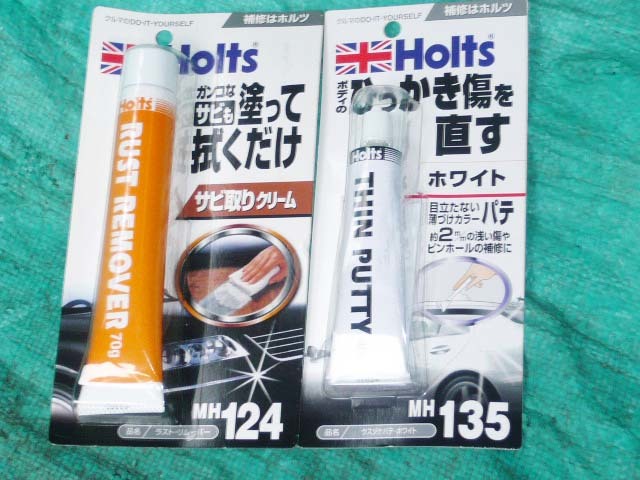 クルマのDO-IT-YOURSELF
補修はホルツ
Holts
ガンコな
サビも
塗って
拭くだけ
サビ取りクリーム
Holts
RUST REMOVER 70g
MH 124
品名
ラスト・リムーバー
クルマのDO-IT-YOURSELF
補修はホルツ
Holts
ボディの
ひっかき傷を
直す
ホワイト
目立たない
薄づけカラーパテ
約2mmの浅い傷や
ピンホールの補修に
Holts
THIN PUTTY
MH 135
品名